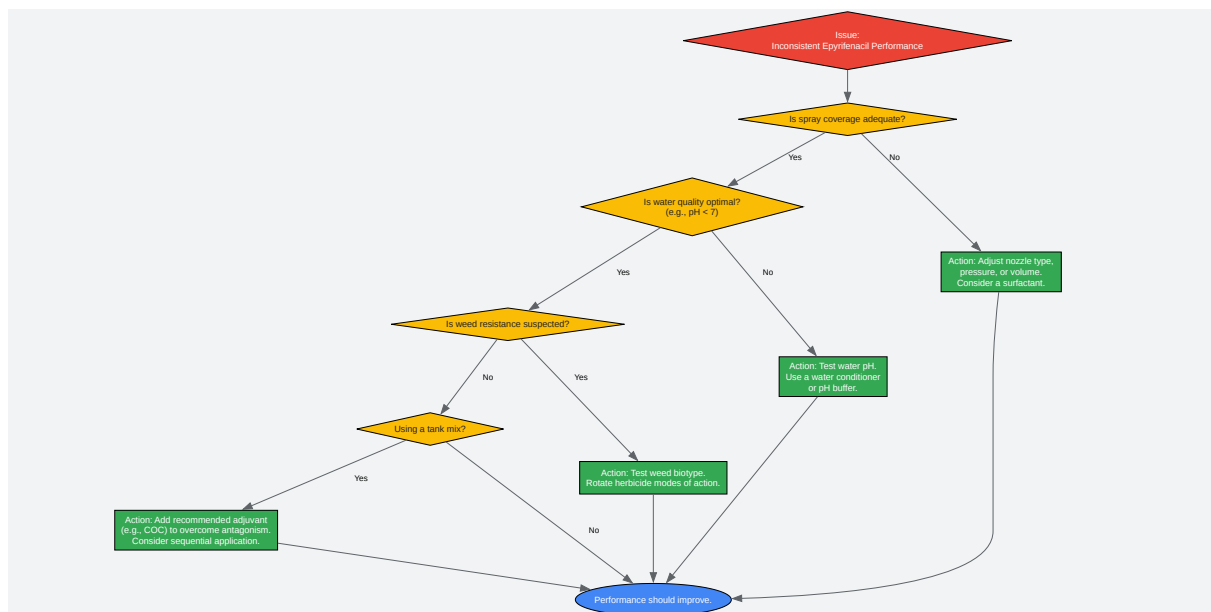 Issue:
Inconsistent Epyrifenacil Performance
Is spray coverage adequate?
Yes
No
Is water quality optimal?
(e.g., pH < 7)
Action: Adjust nozzle type,
pressure, or volume.
Consider a surfactant.
Yes
No
Is weed resistance suspected?
Action: Test water pH.
Use a water conditioner
or pH buffer.
No
Yes
Using a tank mix?
Action: Test weed biotype.
Rotate herbicide modes of action.
Yes
No
Action: Add recommended adjuvant
(e.g., COC) to overcome antagonism.
Consider sequential application.
Performance should improve.